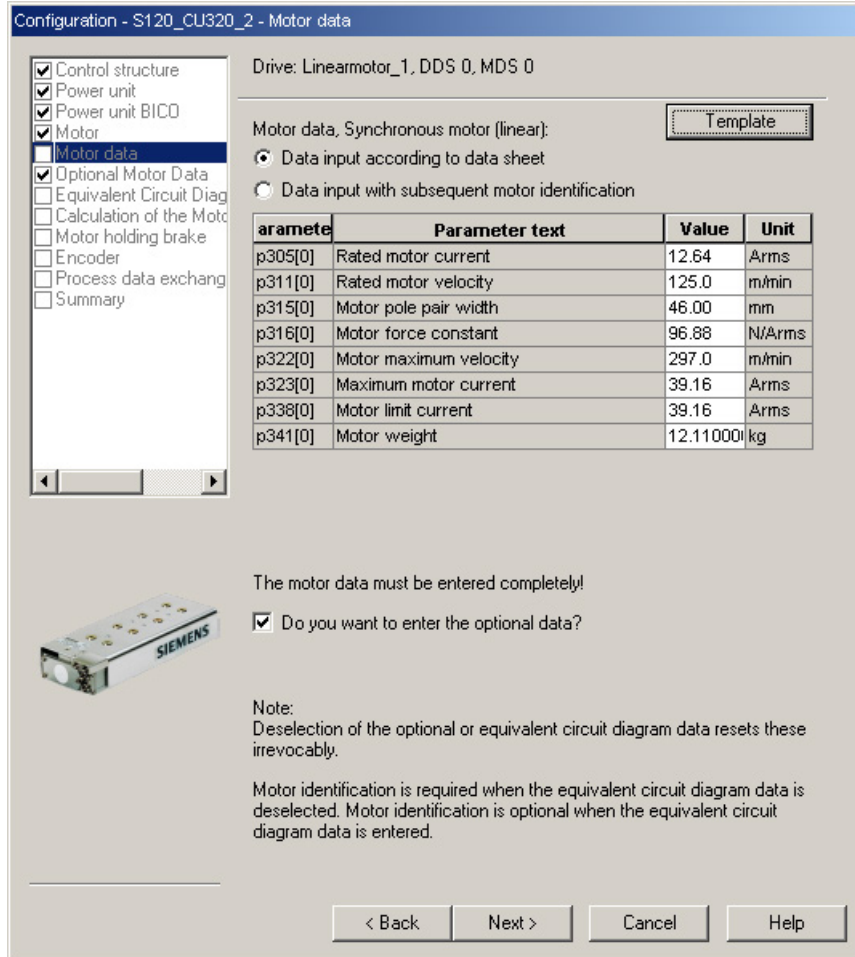 Configuration - S120_CU320_2 - Motor data
Control structure
Power unit
Power unit BICO
Motor
Motor data
Optional Motor Data
Equivalent Circuit Diag
Calculation of the Moto
Motor holding brake
Encoder
Process data exchang
Summary
Drive: Linearmotor_1, DDS 0, MDS 0
Template
Motor data, Synchronous motor (linear):
Data input according to data sheet
Data input with subsequent motor identification
aramete Parameter text Value Unit
p305[0] Rated motor current 12.64 Arms
p311[0] Rated motor velocity 125.0 m/min
p315[0] Motor pole pair width 46.00 mm
p316[0] Motor force constant 96.88 N/Arms
p322[0] Motor maximum velocity 297.0 m/min
p323[0] Maximum motor current 39.16 Arms
p338[0] Motor limit current 39.16 Arms
p341[0] Motor weight 12.11000 kg
The motor data must be entered completely!
Do you want to enter the optional data?
SIEMENS
Note:
Deselection of the optional or equivalent circuit diagram data resets these
irrevocably.
Motor identification is required when the equivalent circuit diagram data is
deselected. Motor identification is optional when the equivalent circuit
diagram data is entered.
< Back
Next >
Cancel
Help